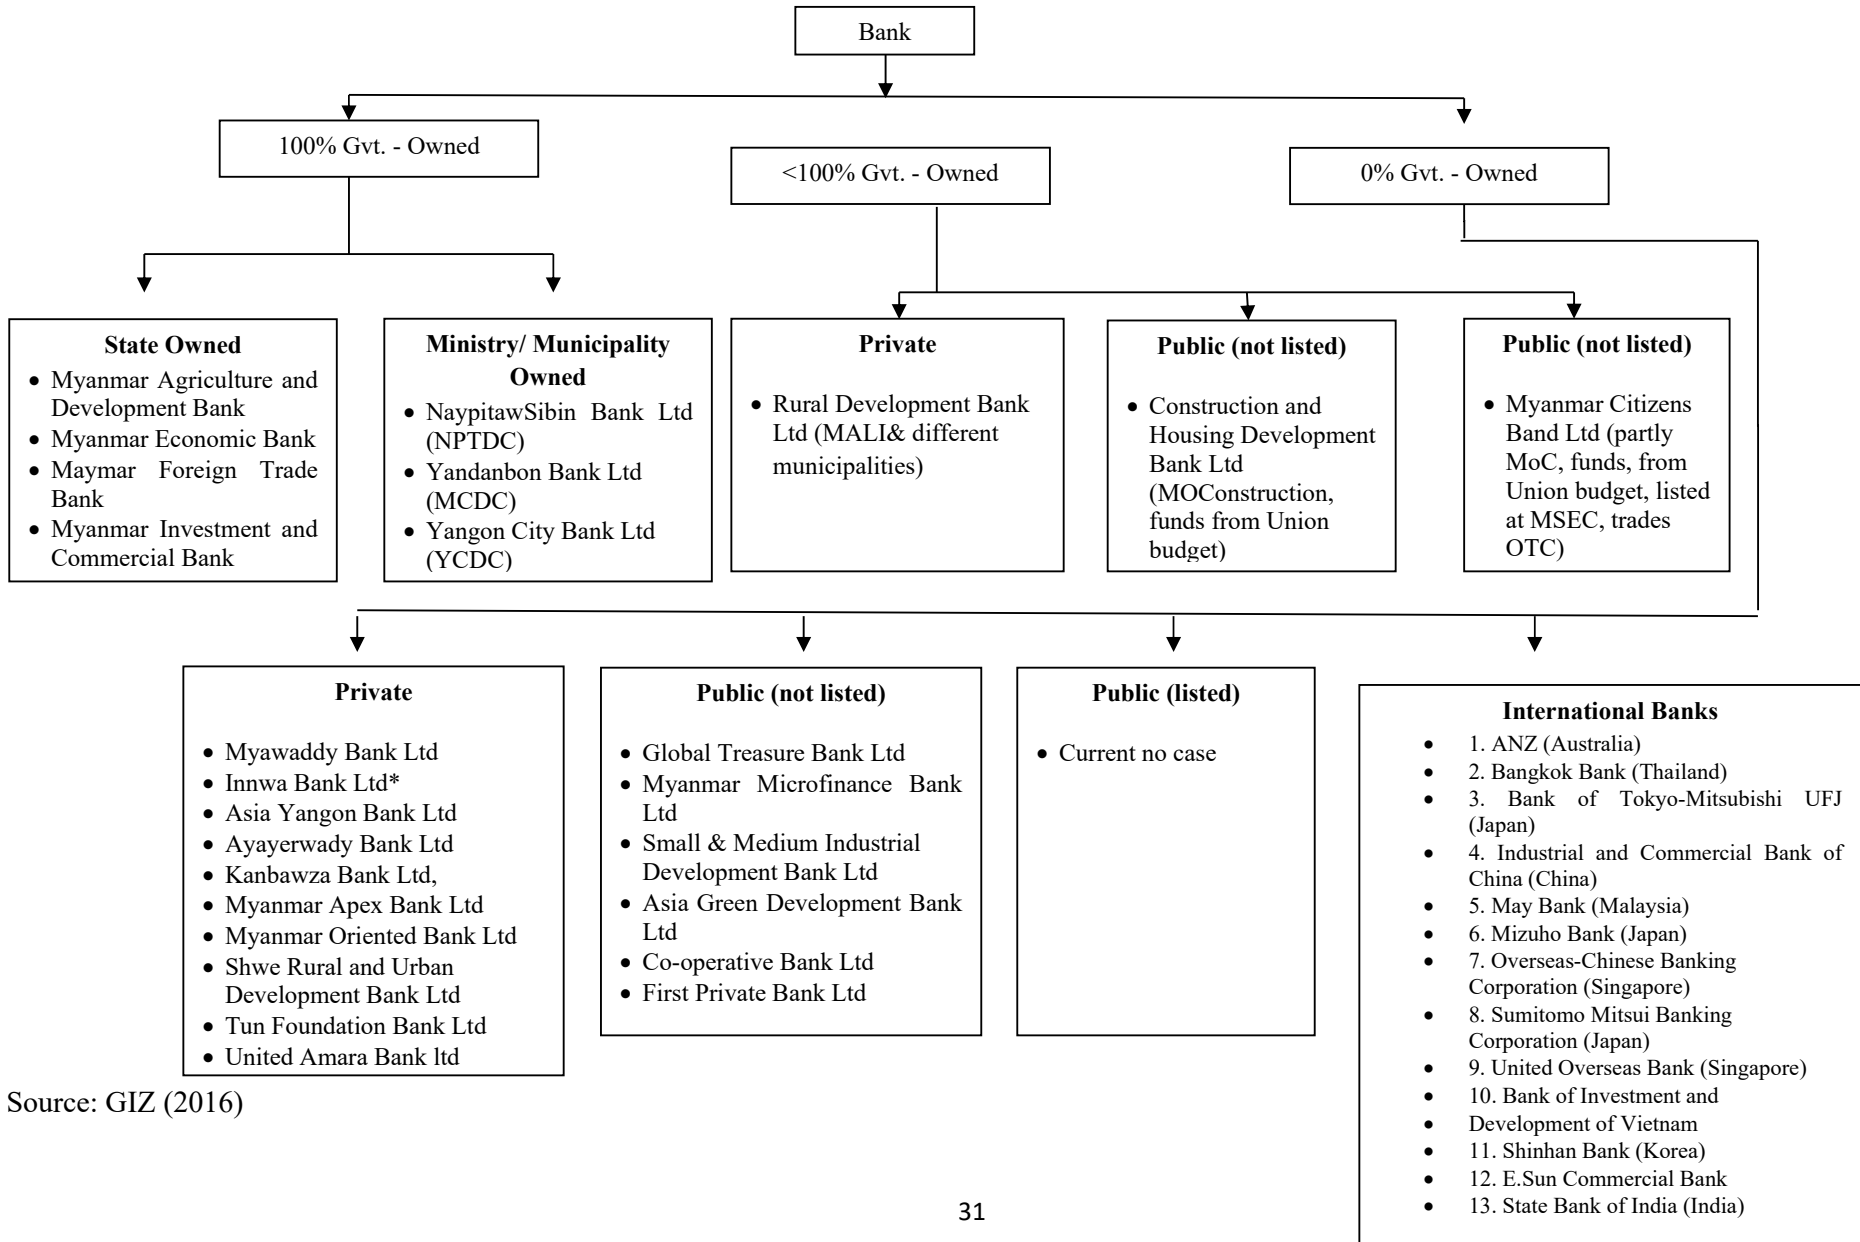 Bank
100% Gvt. - Owned
<100% Gvt. - Owned
0% Gvt. - Owned
State Owned
• Myanmar Agriculture and
Development Bank
• Myanmar Economic Bank
• Maymar Foreign Trade
Bank
• Myanmar Investment and
Commercial Bank
Ministry/ Municipality
Owned
• NaypitawSibin Bank Ltd
(NPTDC)
• Yandanbon Bank Ltd
(MCDC)
• Yangon City Bank Ltd
(YCDC)
Private
• Rural Development Bank
Ltd (MALI& different
municipalities)
Public (not listed)
• Construction and
Housing Development
Bank Ltd
(MOConstruction,
funds from Union
budget)
Public (not listed)
• Myanmar Citizens
Band Ltd (partly
MoC, funds, from
Union budget, listed
at MSEC, trades
OTC)
Private
• Myawaddy Bank Ltd
• Innwa Bank Ltd*
• Asia Yangon Bank Ltd
• Ayayerwady Bank Ltd
• Kanbawza Bank Ltd,
• Myanmar Apex Bank Ltd
• Myanmar Oriented Bank Ltd
• Shwe Rural and Urban
Development Bank Ltd
• Tun Foundation Bank Ltd
• United Amara Bank ltd
Public (not listed)
• Global Treasure Bank Ltd
• Myanmar Microfinance Bank
Ltd
• Small & Medium Industrial
Development Bank Ltd
• Asia Green Development Bank
Ltd
• Co-operative Bank Ltd
• First Private Bank Ltd
Public (listed)
• Current no case
International Banks
• 1. ANZ (Australia)
• 2. Bangkok Bank (Thailand)
• 3. Bank of Tokyo-Mitsubishi UFJ
(Japan)
• 4. Industrial and Commercial Bank of
China (China)
• 5. May Bank (Malaysia)
• 6. Mizuho Bank (Japan)
• 7. Overseas-Chinese Banking
Corporation (Singapore)
• 8. Sumitomo Mitsui Banking
Corporation (Japan)
• 9. United Overseas Bank (Singapore)
• 10. Bank of Investment and
• Development of Vietnam
• 11. Shinhan Bank (Korea)
• 12. E.Sun Commercial Bank
• 13. State Bank of India (India)
Source: GIZ (2016)
31